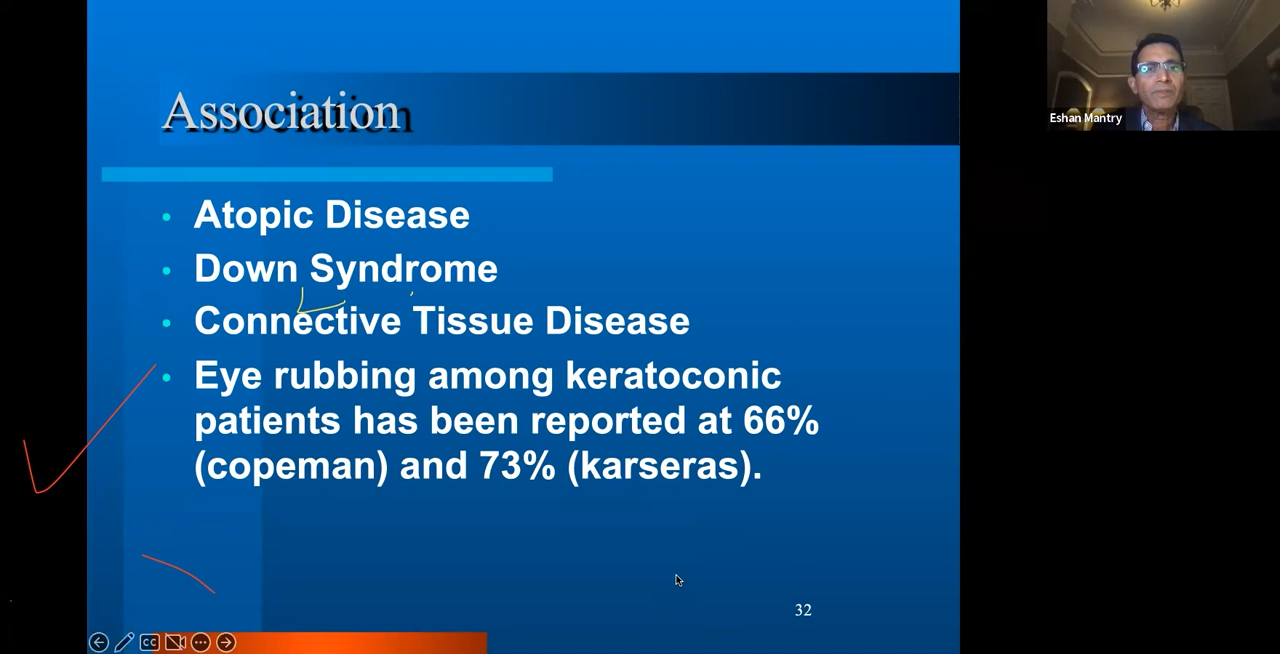 Association
Eshan Mantry
• Atopic Disease
• Down Syndrome
• Connective Tissue Disease
• Eye rubbing among keratoconic
patients has been reported at 66%
(copeman) and 73% (karseras).
32
CC